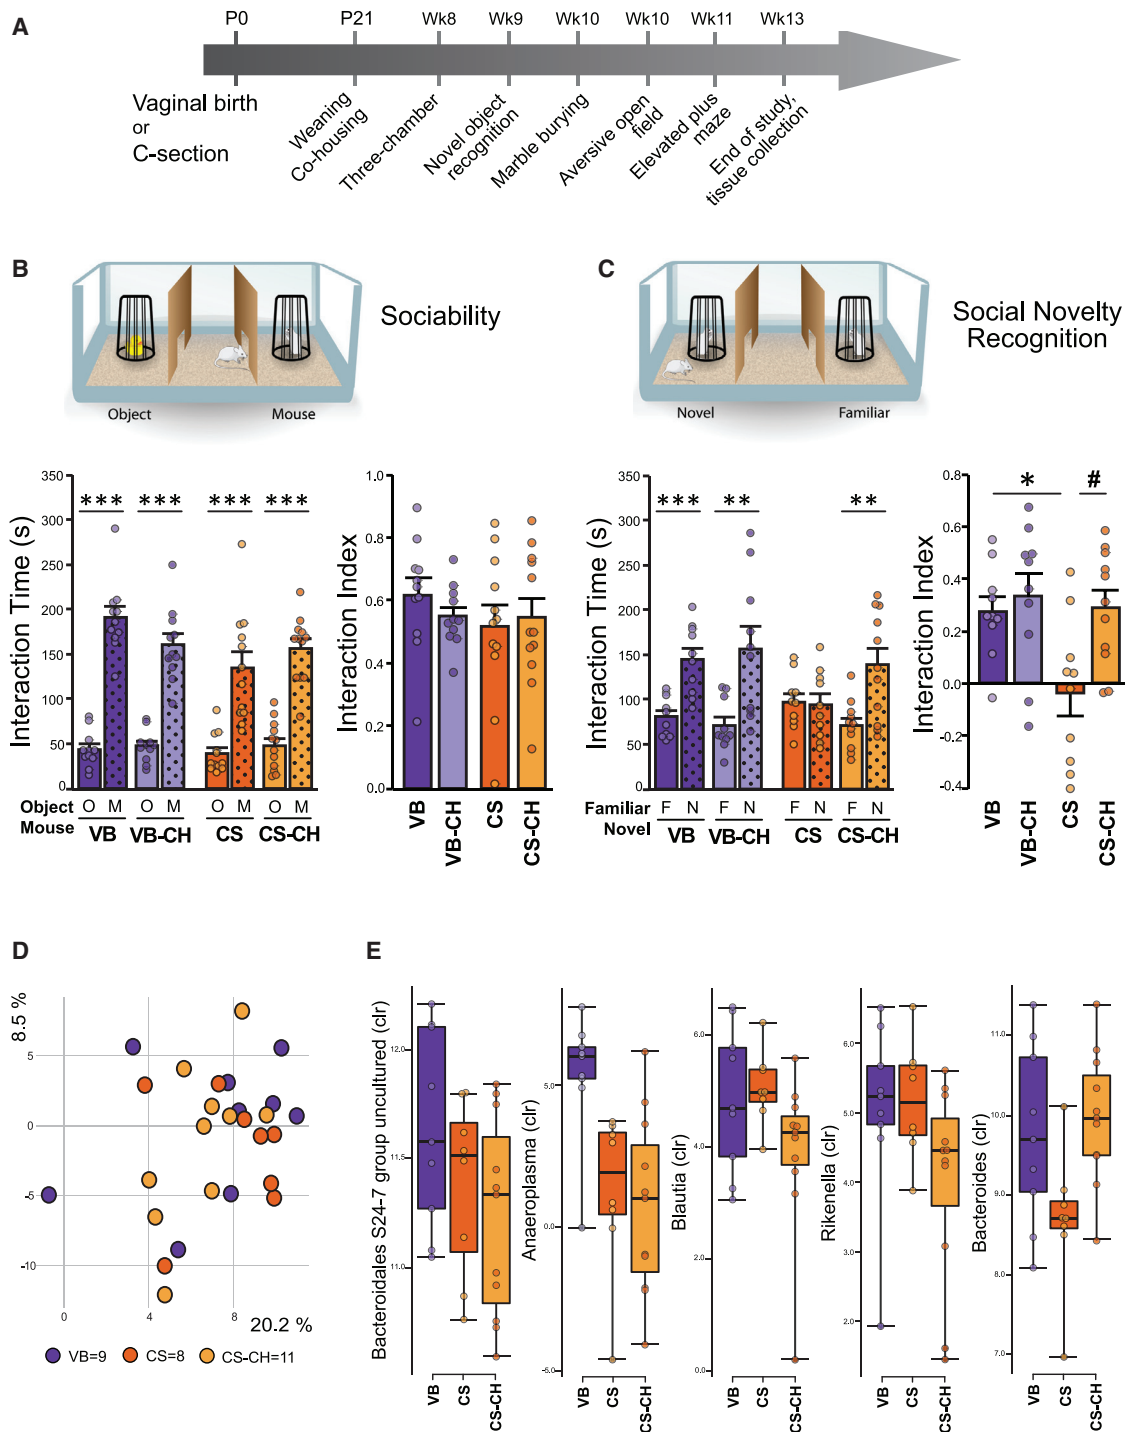 A
P0 P21 Wk8 Wk9 Wk10 Wk10 Wk11 Wk13
Vaginal birth
or
C-section
Weaning
Co-housing
Three-chamber
Novel object
recognition
Marble burying
Aversive open
field
Elevated plus
maze
End of study,
tissue collection
B
Sociability
Object Mouse
Interaction Time (s)
350
300
250
200
150
100
50
0
*** *** *** ***
Object
Mouse
O M O M O M O M
VB VB-CH CS CS-CH
Interaction Index
1.0
0.8
0.6
0.4
0.2
0.0
VB
VB-CH
CS
CS-CH
C
Social Novelty
Recognition
Novel Familiar
Interaction Time (s)
350
300
250
200
150
100
50
0
*** ** **
Familiar
Novel
F N F N F N F N
VB VB-CH CS CS-CH
Interaction Index
0.8
0.6
0.4
0.2
0.0
-0.2
-0.4
* #
VB
VB-CH
CS
CS-CH
D
8.5 %
5
0
-5
-10
0 4 8
20.2 %
VB=9 CS=8 CS-CH=11
E
Bacteroidales S24-7 group uncultured (clr)
12.0
11.5
11.0
VB
CS
CS-CH
Anaeroplasma (clr)
5.0
0.0
-5.0
VB
CS
CS-CH
Blautia (clr)
6.0
4.0
2.0
0.0
VB
CS
CS-CH
Rikenella (clr)
6.0
5.0
4.0
3.0
2.0
VB
CS
CS-CH
Bacteroides (clr)
11.0
10.0
9.0
8.0
7.0
VB
CS
CS-CH